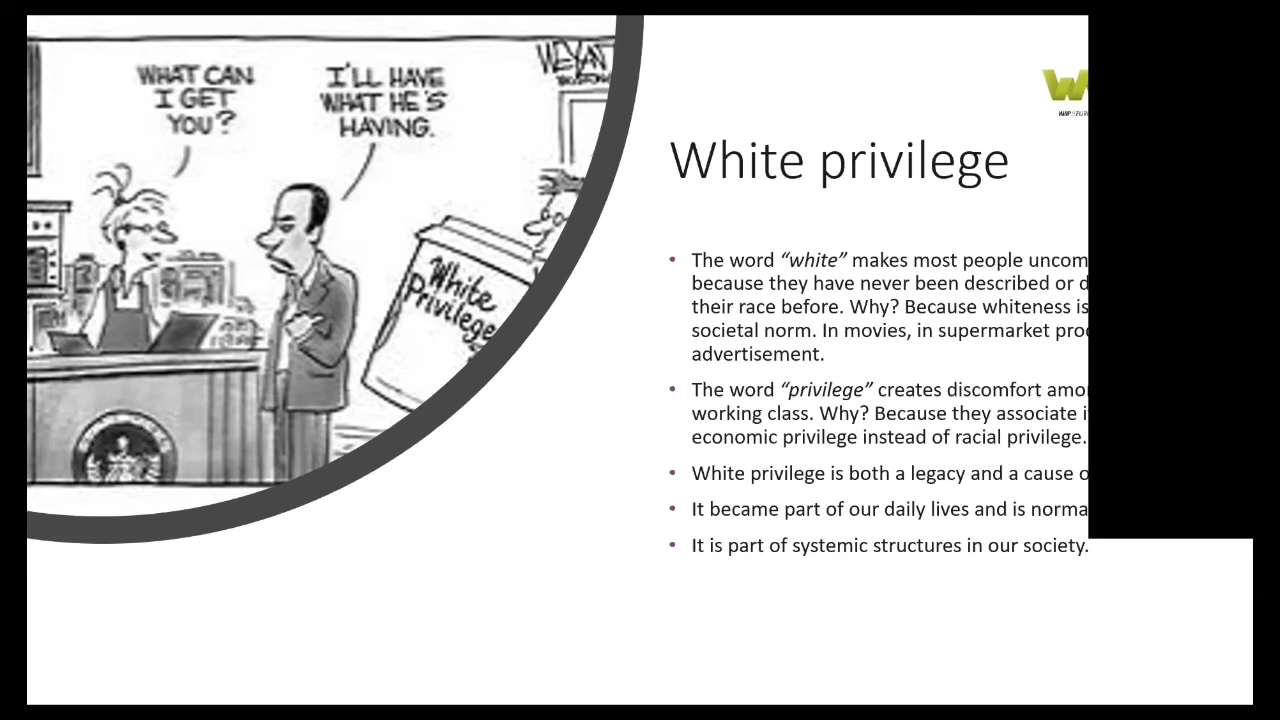 WHAT CAN
I GET
YOU?
I'LL HAVE
WHAT HE'S
HAVING.
White
Privilege
White privilege
• The word “white” makes most people
because they have never been described or
their race before. Why? Because whiteness is
societal norm. In movies, in supermarket
advertisement.
• The word “privilege” creates discomfort
working class. Why? Because they associate
economic privilege instead of racial privilege.
• White privilege is both a legacy and a cause
• It became part of our daily lives and is
• It is part of systemic structures in our society.